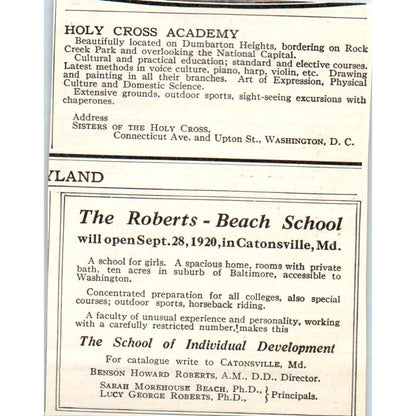 HOLY CROSS ACADEMY
Beautifully located on Dumbarton Heights, bordering on Rock
Creek Park and overlooking the National Capital.
Cultural and practical education; standard and elective courses.
Latest methods in voice culture, piano, harp, violin, etc. Drawing
and painting in all their branches. Art of Expression, Physical
Culture and Domestic Science.
Extensive grounds, outdoor sports, sight-seeing excursions with
chaperones.
Address
SISTERS OF THE HOLY CROSS,
Connecticut Ave. and Upton St., WASHINGTON, D. C.
YLAND
The Roberts - Beach School
will open Sept. 28, 1920, in Catonsville, Md.
A school for girls. A spacious home, rooms with private
bath, ten acres in suburb of Baltimore, accessible to
Washington.
Concentrated preparation for all colleges, also special
courses; outdoor sports, horseback riding.
A faculty of unusual experience and personality, working
with a carefully restricted number, makes this
The School of Individual Development
For catalogue write to CATONSVILLE, Md.
BENSON HOWARD ROBERTS, A.M., D.D., Director.
SARAH MOREHOUSE BEACH, Ph.D., } Principals.
LUCY GEORGE ROBERTS, Ph.D.,